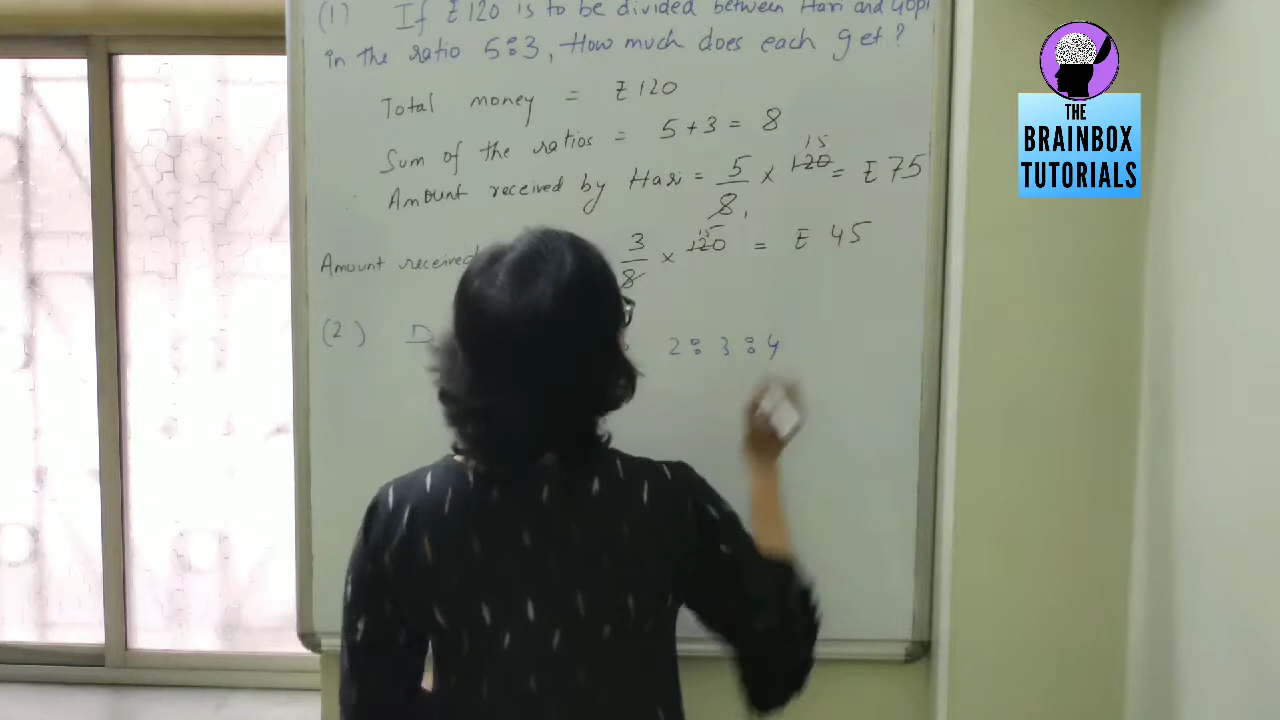 (1) If ₹120 is to be divided between Hari and Gopi
in the ratio 5:3, How much does each get?
Total money = ₹120
Sum of the ratios = 5+3 = 8
15
Amount received by Hari = 5/8 × 120 = ₹75
1
15
Amount received 3/8 × 120 = ₹ 45
(2) D 2:3:4
THE
BRAINBOX
TUTORIALS